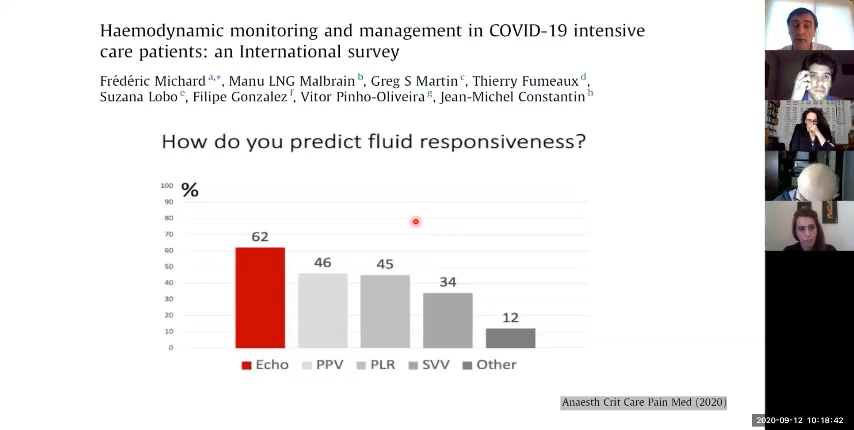 Haemodynamic monitoring and management in COVID-19 intensive
care patients: an International survey
Frédéric Michard a,*, Manu LNG Malbrain b, Greg S Martin c, Thierry Fumeaux d,
Suzana Lobo e, Filipe Gonzalez f, Vitor Pinho-Oliveira g, Jean-Michel Constantin h
How do you predict fluid responsiveness?
%
100
90
80
70
60
50
40
30
20
10
0
62
46
45
34
12
Echo PPV PLR SVV Other
Anaesth Crit Care Pain Med (2020)
2020-09-12 10:18:42